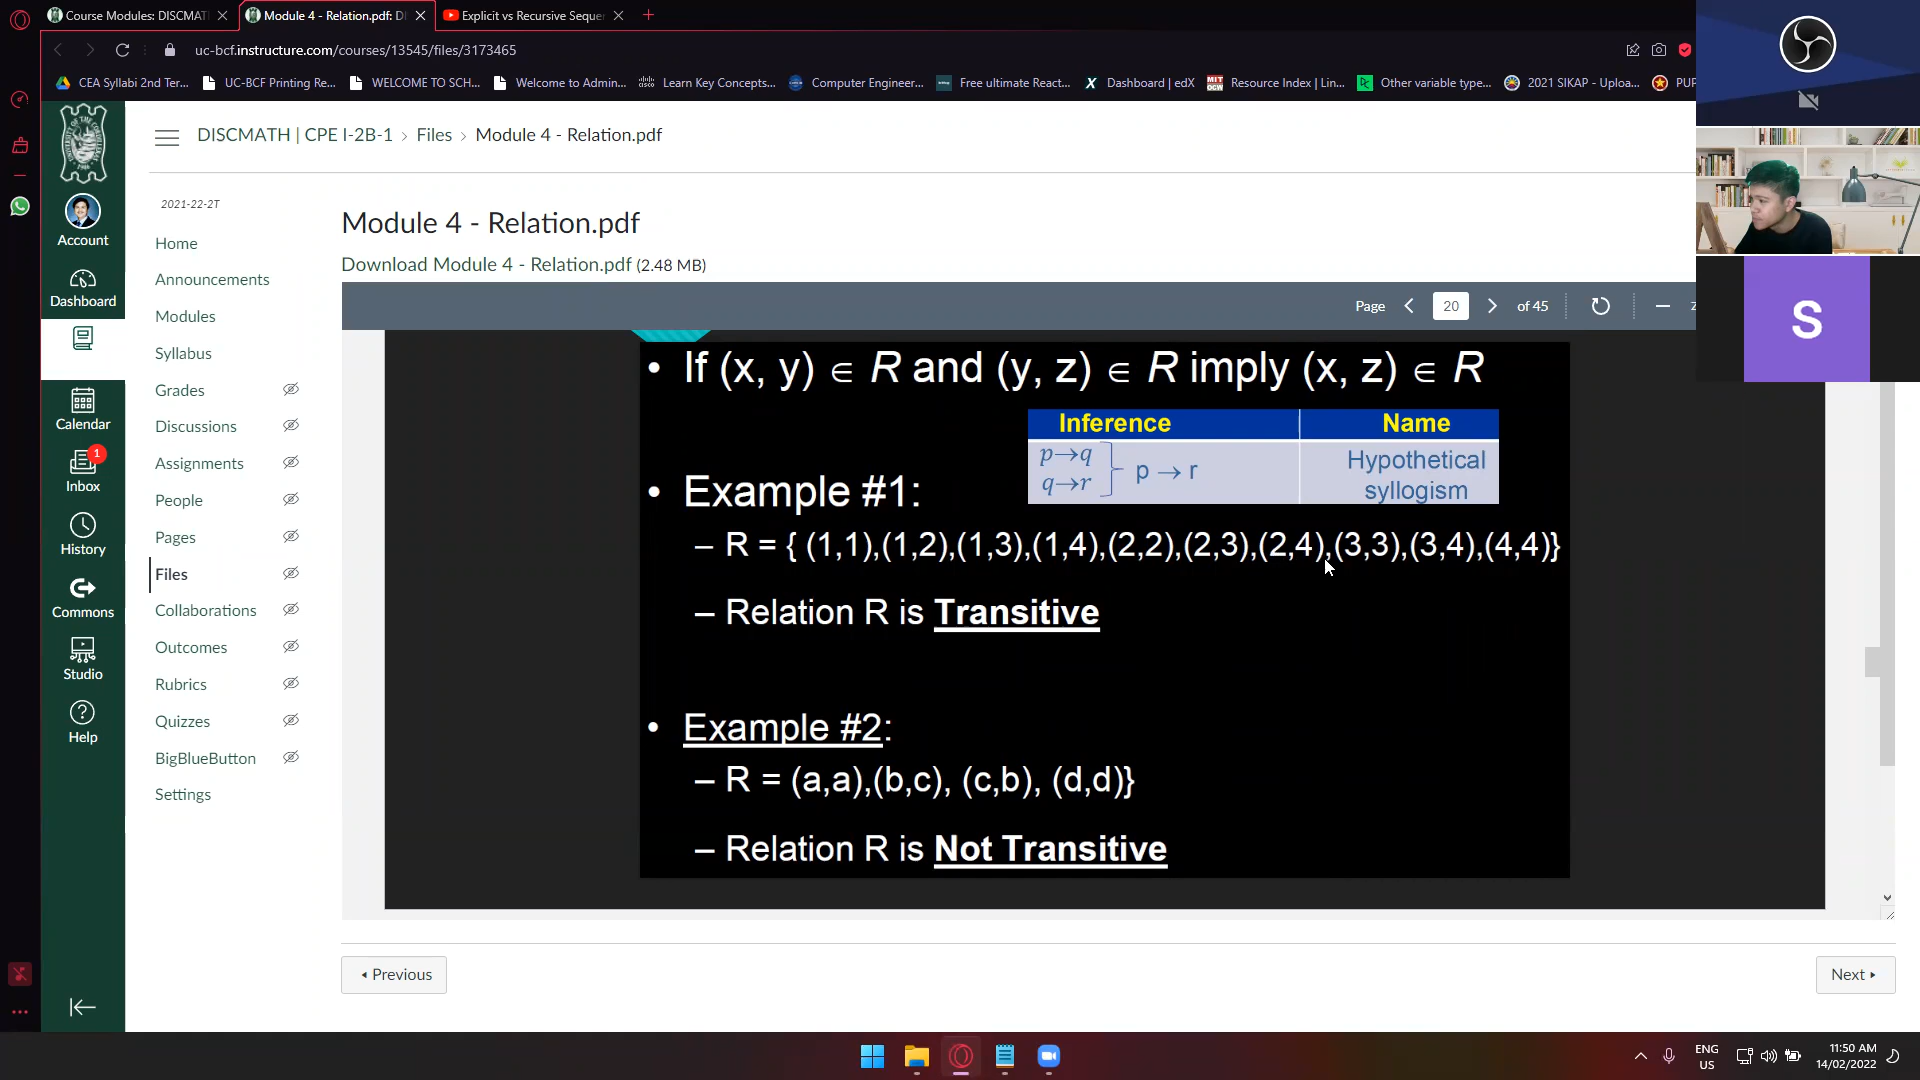 Course Modules: DISCMATH
Module 4 - Relation.pdf: D
Explicit vs Recursive Seque
uc-bcf.instructure.com/courses/13545/files/3173465
CEA Syllabi 2nd Ter...
UC-BCF Printing Re...
WELCOME TO SCH...
Welcome to Admin...
Learn Key Concepts...
Computer Engineer...
Free ultimate React...
Dashboard | edX
Resource Index | Lin...
Other variable type...
2021 SIKAP - Uploa...
PUP
DISCMATH | CPE I-2B-1 > Files > Module 4 - Relation.pdf
Account
Dashboard
Calendar
1
Inbox
History
Commons
Studio
Help
2021-22-2T
Home
Announcements
Modules
Syllabus
Grades
Discussions
Assignments
People
Pages
Files
Collaborations
Outcomes
Rubrics
Quizzes
BigBlueButton
Settings
Module 4 - Relation.pdf
Download Module 4 - Relation.pdf (2.48 MB)
Page 20 of 45
• If (x, y) ∈ R and (y, z) ∈ R imply (x, z) ∈ R
Inference Name
p→q
q→r
p → r
Hypothetical
syllogism
• Example #1:
– R = { (1,1),(1,2),(1,3),(1,4),(2,2),(2,3),(2,4),(3,3),(3,4),(4,4)}
– Relation R is Transitive
• Example #2:
– R = (a,a),(b,c), (c,b), (d,d)}
– Relation R is Not Transitive
Previous
Next
S
ENG
US
11:50 AM
14/02/2022